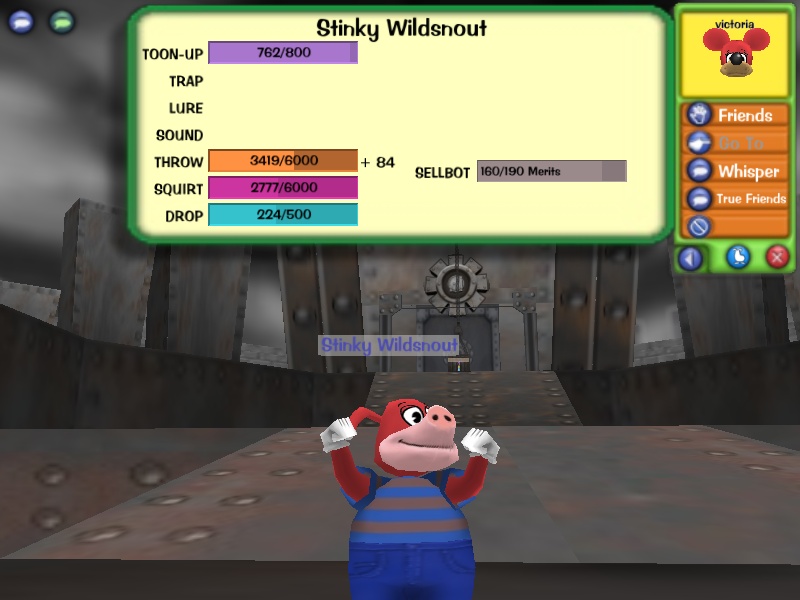 Stinky Wildsnout
TOON-UP 762/800
TRAP
LURE
SOUND
THROW 3419/6000 + 84
SQUIRT 2777/6000
DROP 224/500
SELLBOT 160/190 Merits
victoria
Friends
Go To
Whisper
True Friends
Stinky Wildsnout